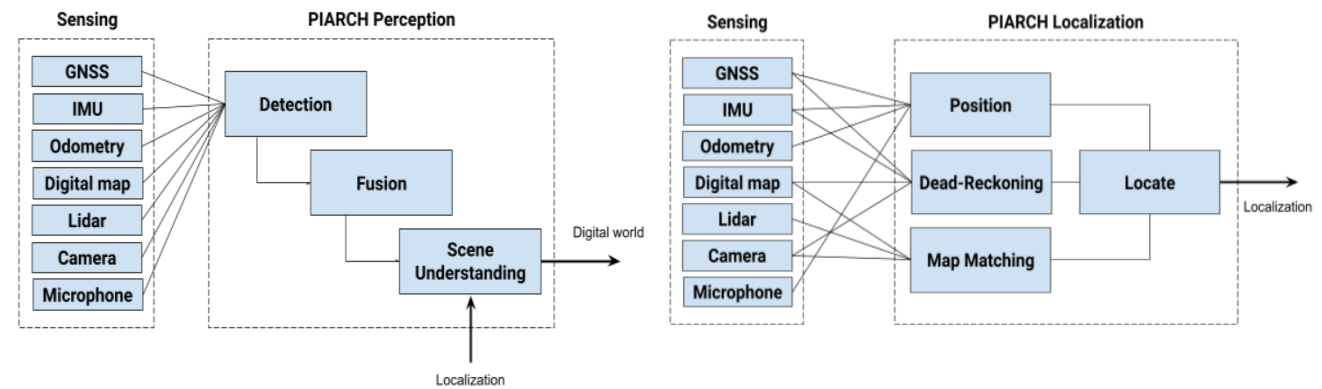 Sensing
PIARCH Perception
GNSS
IMU
Odometry
Digital map
Lidar
Camera
Microphone
Detection
Fusion
Scene
Understanding
Digital world
Localization
Sensing
PIARCH Localization
GNSS
IMU
Odometry
Digital map
Lidar
Camera
Microphone
Position
Dead-Reckoning
Map Matching
Locate
Localization